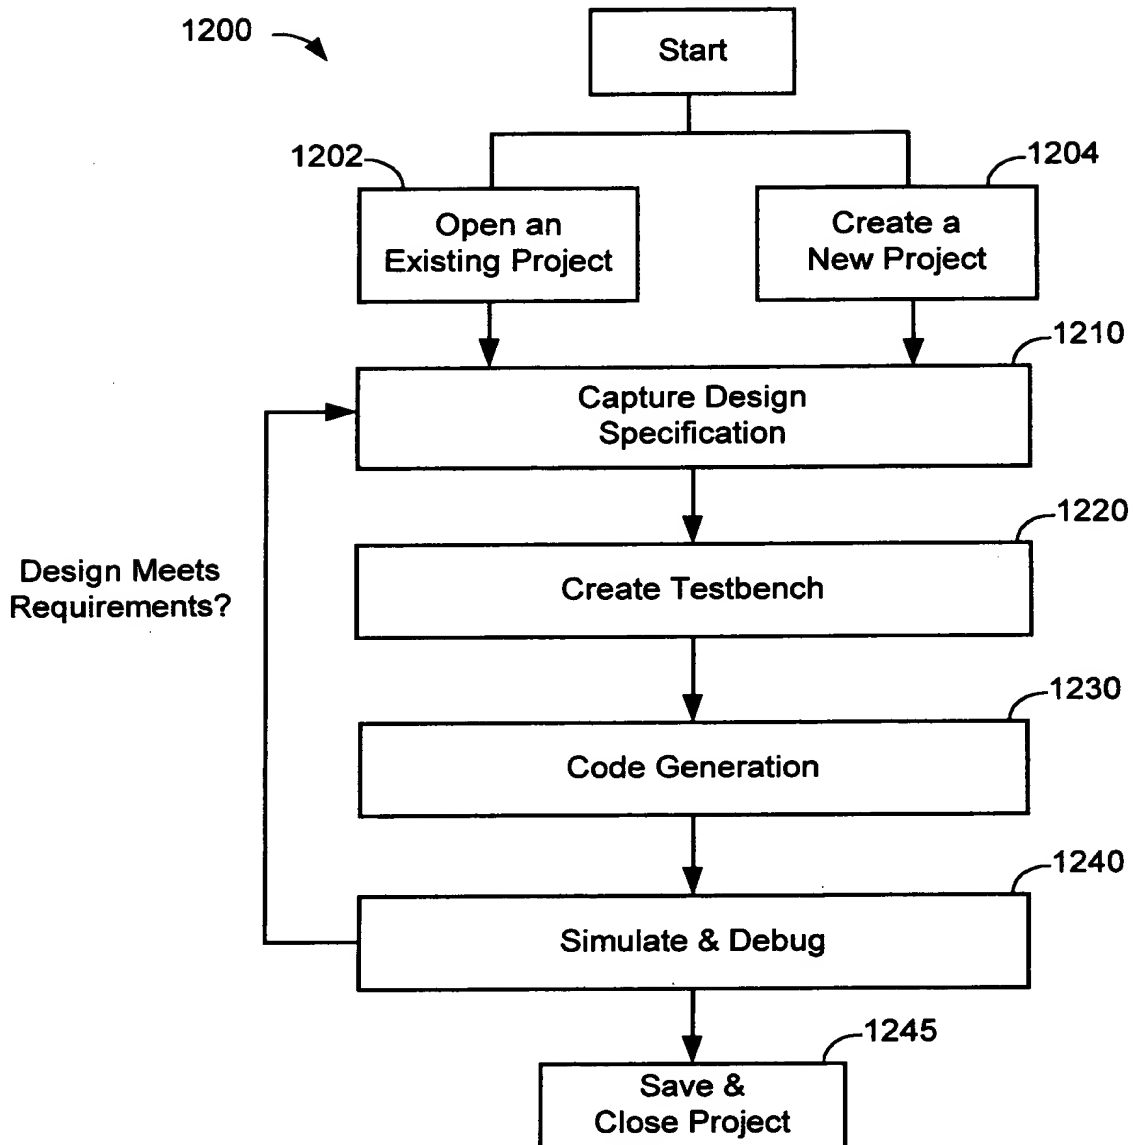 1200
Start
1202
1204
Open an
Existing Project
Create a
New Project
1210
Capture Design
Specification
1220
Design Meets
Requirements?
Create Testbench
1230
Code Generation
1240
Simulate & Debug
1245
Save &
Close Project